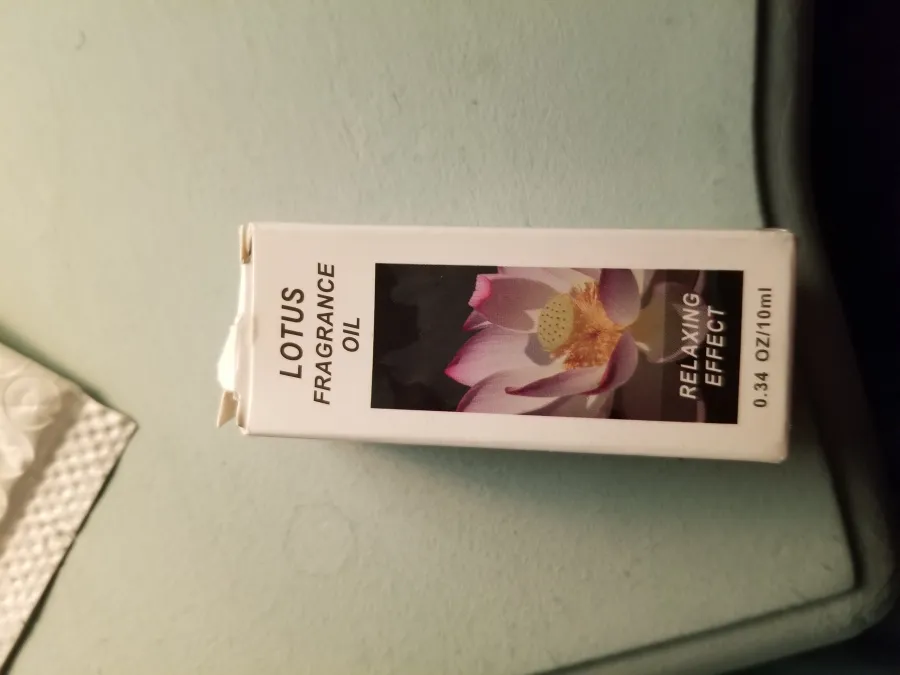 LOTUS
FRAGRANCE
OIL
RELAXING
EFFECT
0.34 OZ/10ml